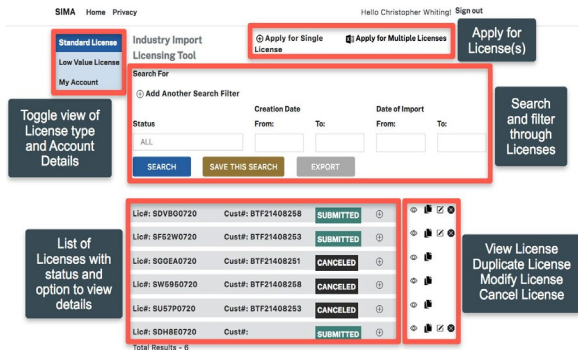 SIMA Home Privacy Hello Christopher Whiting! Sign out
Standard License
Low Value License
My Account
Industry Import
Licensing Tool
Apply for Single
License
Apply for Multiple Licenses
Apply for
License(s)
Search For
Add Another Search Filter
Creation Date Date of Import
Status From: To: From: To:
ALL
SEARCH SAVE THIS SEARCH EXPORT
Toggle view of
License type
and Account
Details
Search
and filter
through
Licenses
Lic#: SDVBG0720 Cust#: BTF21408258 SUBMITTED
Lic#: SF52W0720 Cust#: BTF21408253 SUBMITTED
Lic#: SGGEA0720 Cust#: BTF21408251 CANCELED
Lic#: SW5950720 Cust#: BTF21408258 CANCELED
Lic#: SU57P0720 Cust#: BTF21408253 CANCELED
Lic#: SDH8E0720 Cust#: SUBMITTED
Total Results - 6
List of
Licenses with
status and
option to view
details
View License
Duplicate License
Modify License
Cancel License